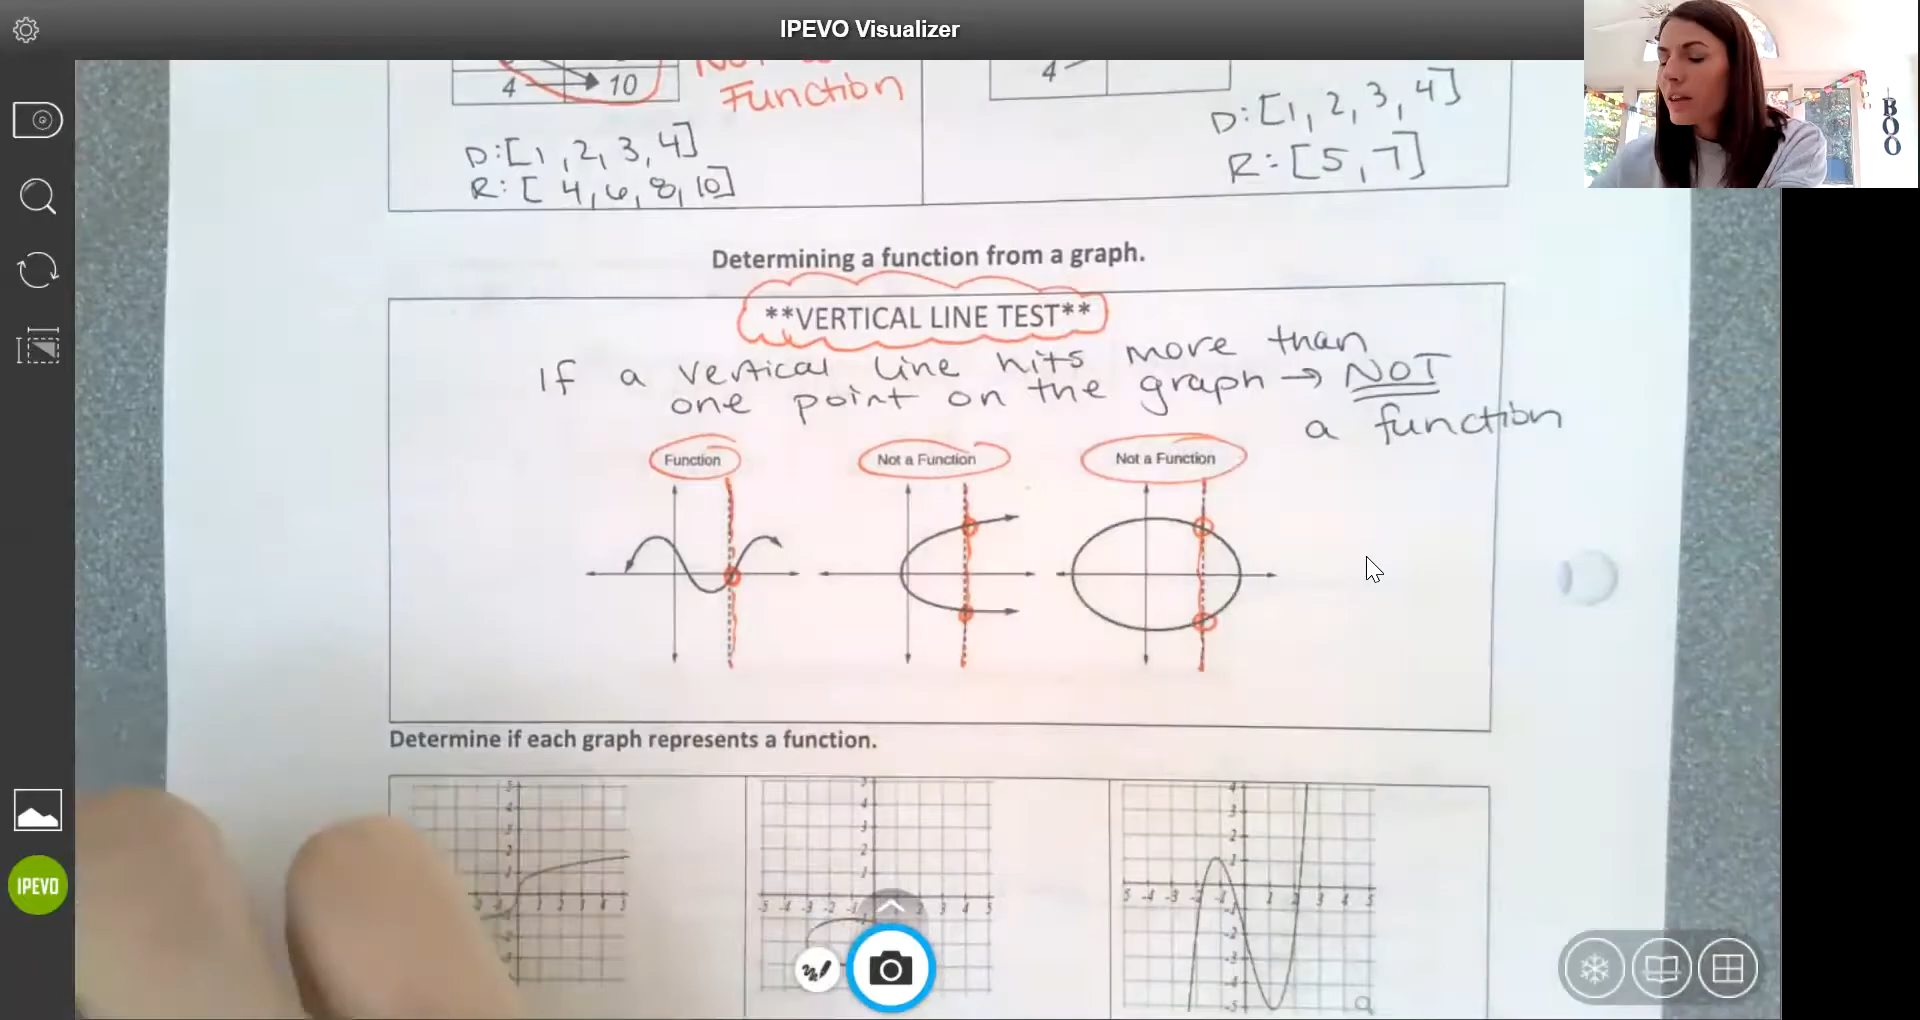 IPEVO Visualizer
4 → 10
Function
D:[1, 2, 3, 4]
R:[4, 6, 8, 10]
4
D:[1, 2, 3, 4]
R:[5, 7]
BOO
Determining a function from a graph.
**VERTICAL LINE TEST**
If a vertical line hits more than
one point on the graph → NOT
a function
Function
Not a Function
Not a Function
Determine if each graph represents a function.
IPEVO